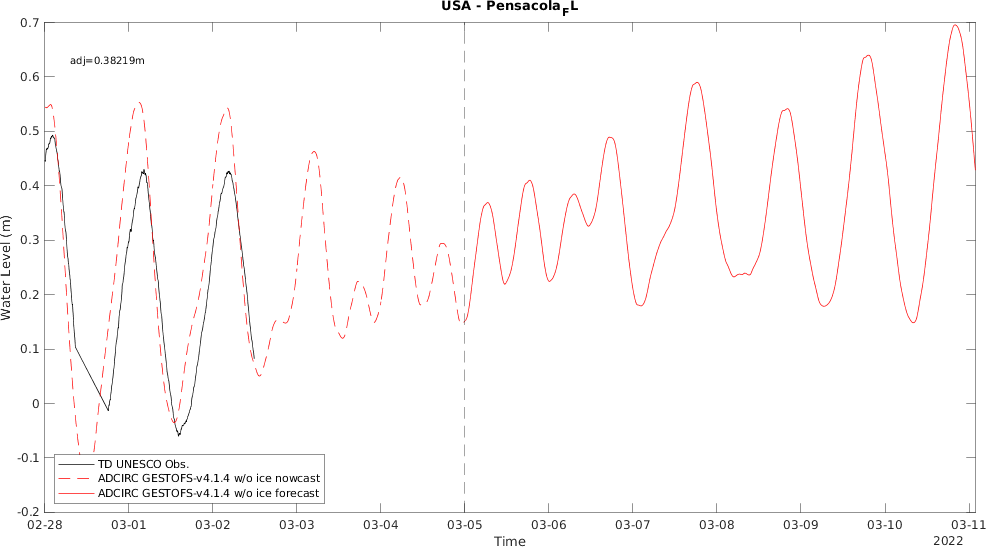 USA - Pensacola_FL
adj=0.38219m
0.7
0.6
0.5
0.4
0.3
0.2
0.1
0
-0.1
-0.2
Water Level (m)
TD UNESCO Obs.
ADCIRC GESTOFS-v4.1.4 w/o ice nowcast
ADCIRC GESTOFS-v4.1.4 w/o ice forecast
02-28 03-01 03-02 03-03 03-04 03-05 03-06 03-07 03-08 03-09 03-10 03-11
Time
2022